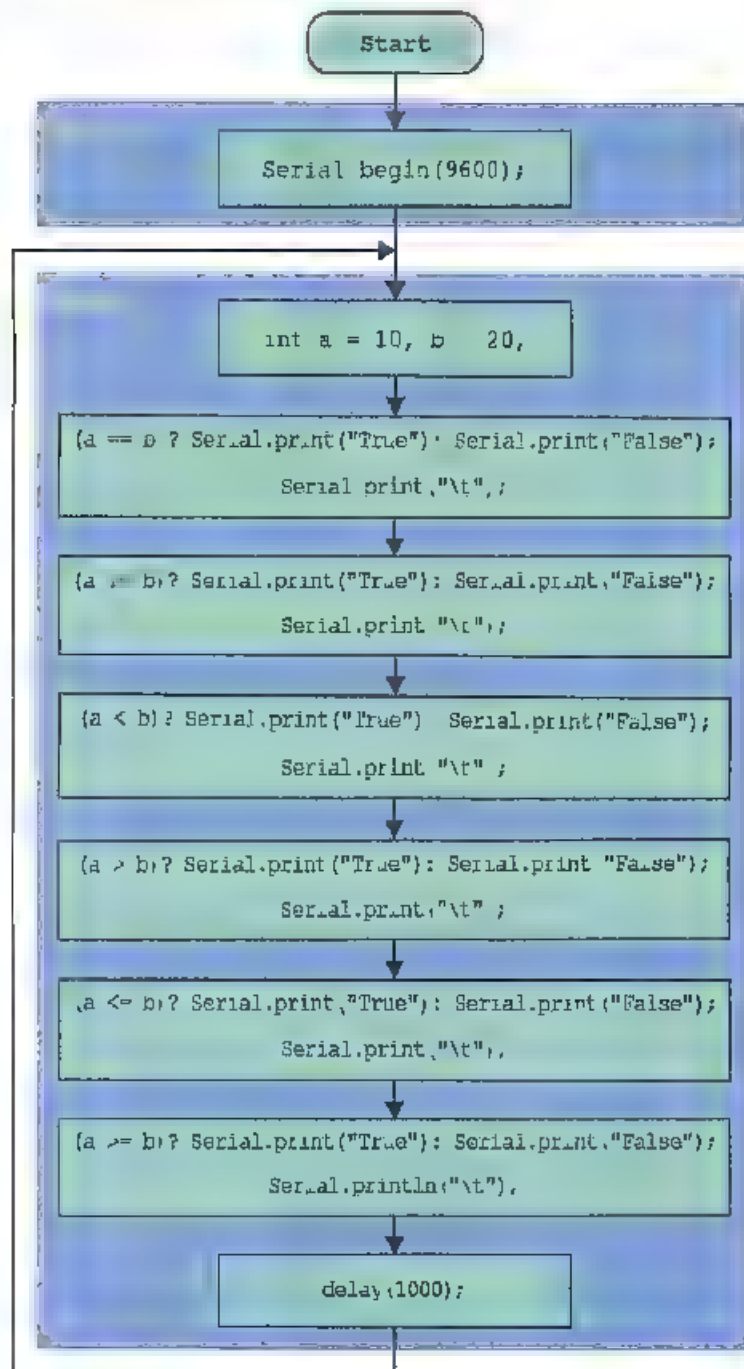 Start
Serial begin(9600);
int a = 10, b 20,
(a == ? Serial.print("True"): Serial.print("False");
Serial print "\t" ;
(a = b)? Serial.print("True"): Serial.print("False");
Serial.print "\t");
(a < b)? Serial.print("True") Serial.print("False");
Serial.print "\t" ;
(a > b)? Serial.print("True"): Serial.print "False");
Serial.print("\t" ;
(a <= b)? Serial.print("True"): Serial.print("False");
Serial.print("\t"),
(a >= b)? Serial.print("True"): Serial.print("False");
Serial.println("\t"),
delay(1000);